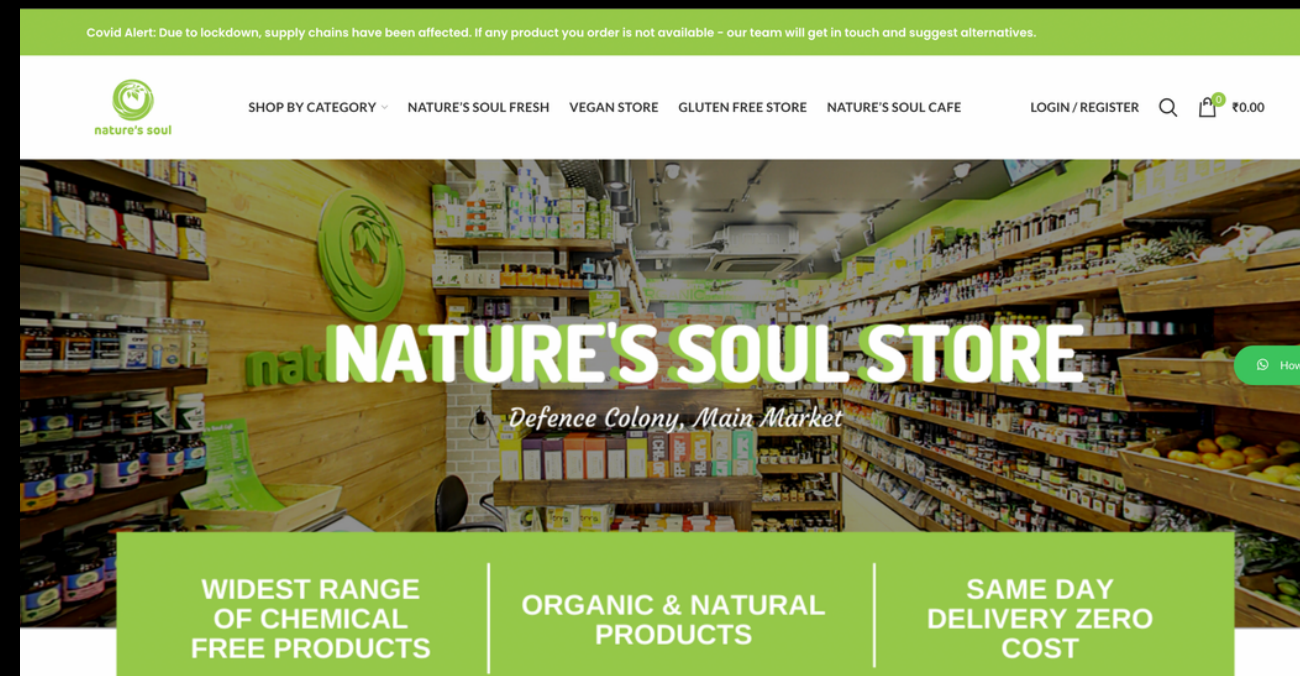 Covid Alert: Due to lockdown, supply chains have been affected. If any product you order is not available - our team will get in touch and suggest alternatives.
nature's soul
SHOP BY CATEGORY
NATURE'S SOUL FRESH
VEGAN STORE
GLUTEN FREE STORE
NATURE'S SOUL CAFE
LOGIN / REGISTER
0
₹0.00
NATURE'S SOUL STORE
Defence Colony, Main Market
How
WIDEST RANGE
OF CHEMICAL
FREE PRODUCTS
ORGANIC & NATURAL
PRODUCTS
SAME DAY
DELIVERY ZERO
COST